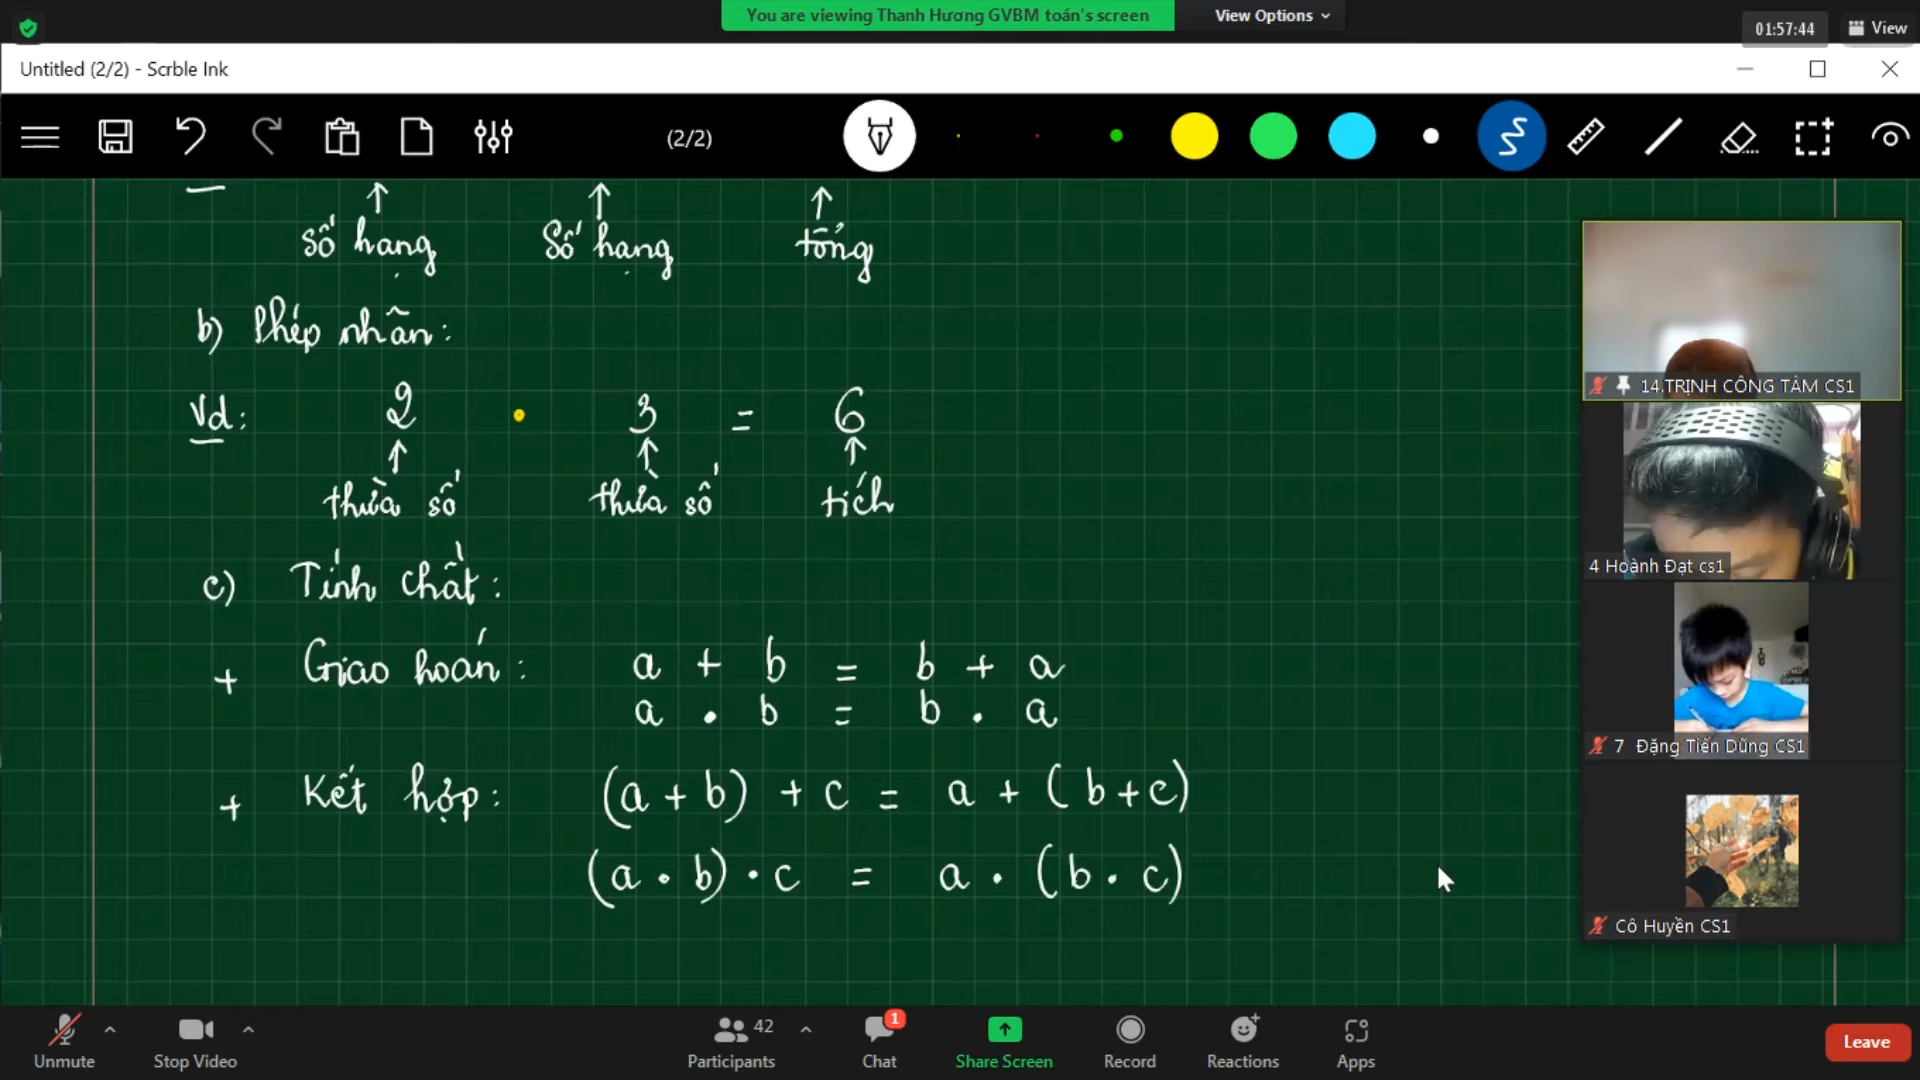 You are viewing Thanh Hương GVBM toán's screen
View Options
01:57:44
View
Untitled (2/2) - Scrble Ink
(2/2)
số hạng số hạng tổng
b) Phép nhân:
Vd: 2 . 3 = 6
thừa số thừa số tích
c) Tính chất:
+ Giao hoán: a + b = b + a
a . b = b . a
+ Kết hợp: (a + b) + c = a + (b + c)
(a . b) . c = a . (b . c)
14.TRỊNH CÔNG TÂM CS1
4 Hoành Đạt cs1
7 Đặng Tiến Dũng CS1
Cô Huyền CS1
Unmute
Stop Video
42
Participants
1
Chat
Share Screen
Record
Reactions
Apps
Leave